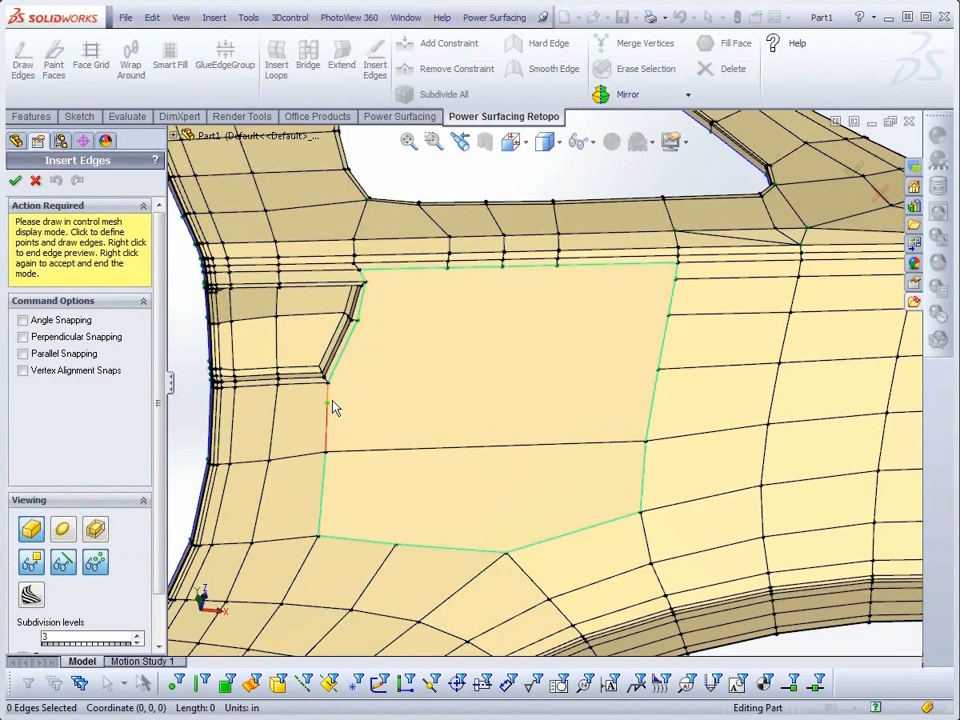 SOLIDWORKS File Edit View Insert Tools 3Dcontrol PhotoView 360 Window Help Power Surfacing Part1 ?
Draw Edges
Paint Faces
Face Grid
Wrap Around
Smart Fill
GlueEdgeGroup
Insert Loops
Bridge
Extend
Insert Edges
Add Constraint
Remove Constraint
Subdivide All
Hard Edge
Smooth Edge
Merge Vertices
Erase Selection
Mirror
Fill Face
Delete
? Help
Features Sketch Evaluate DimXpert Render Tools Office Products Power Surfacing Power Surfacing Retopo
Part1 (Default<<Default>_...
Insert Edges ?
Action Required
Please draw in control mesh
display mode. Click to define
points and draw edges. Right click
to end edge preview. Right click
again to accept and end the
mode.
Command Options
Angle Snapping
Perpendicular Snapping
Parallel Snapping
Vertex Alignment Snaps
Viewing
Subdivision levels
3
Z
X
Model Motion Study 1
0 Edges Selected Coordinate (0, 0, 0) Length: 0 Units: in Editing Part ?